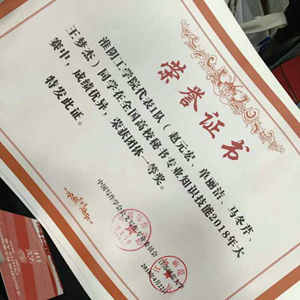 荣誉证书
淮阴工学院代表1队（赵元宏、单丽洁、马冬芹、
王梦杰）同学在全国高校秘书专业知识技能2018年大
赛中，成绩优异，荣获团体一等奖。
特发此证。